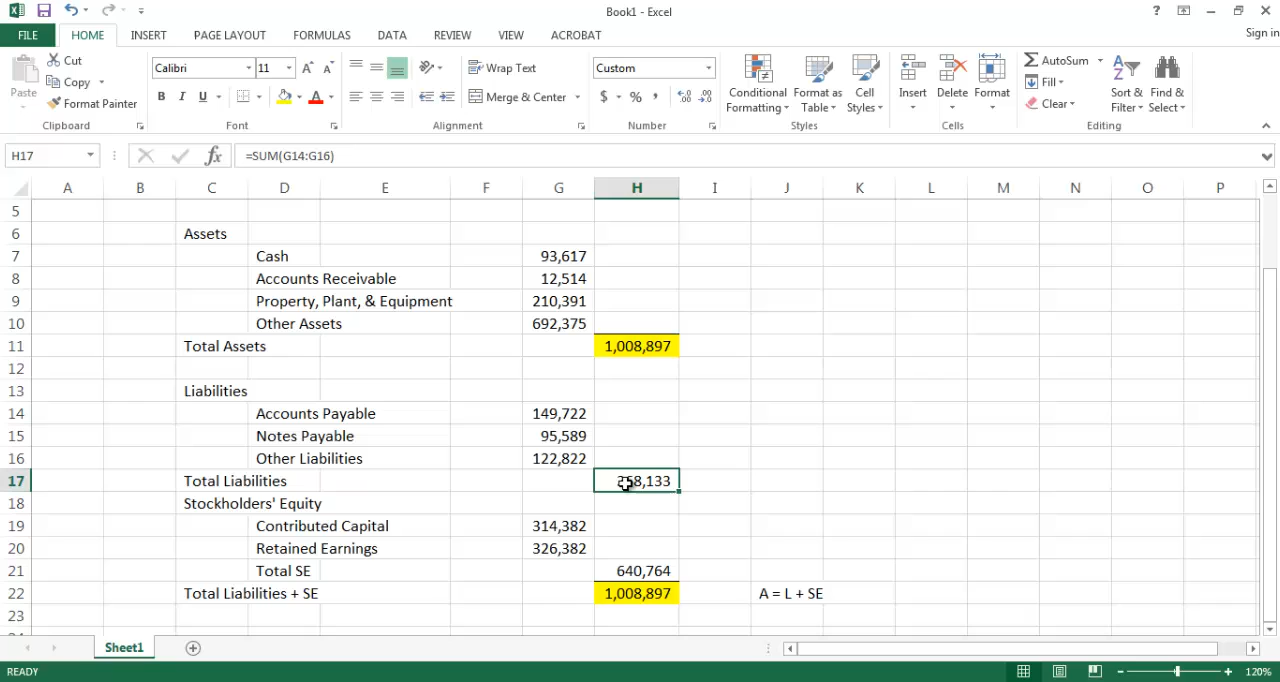 Book1 - Excel
Sign in
FILE HOME INSERT PAGE LAYOUT FORMULAS DATA REVIEW VIEW ACROBAT
Paste
Cut
Copy
Format Painter
Clipboard
Calibri 11
B I U
Font
Wrap Text
Merge & Center
Alignment
Custom
$ % ,
Number
Conditional Formatting
Format as Table
Cell Styles
Styles
Insert Delete Format
Cells
AutoSum
Fill
Clear
Sort & Filter
Find & Select
Editing
H17 fx =SUM(G14:G16)
A B C D E F G H I J K L M N O P
5
6 Assets
7 Cash 93,617
8 Accounts Receivable 12,514
9 Property, Plant, & Equipment 210,391
10 Other Assets 692,375
11 Total Assets 1,008,897
12
13 Liabilities
14 Accounts Payable 149,722
15 Notes Payable 95,589
16 Other Liabilities 122,822
17 Total Liabilities
18 Stockholders' Equity
19 Contributed Capital 314,382
20 Retained Earnings 326,382
21 Total SE 640,764
22 Total Liabilities + SE 1,008,897 A = L + SE
23
Sheet1
READY 120%